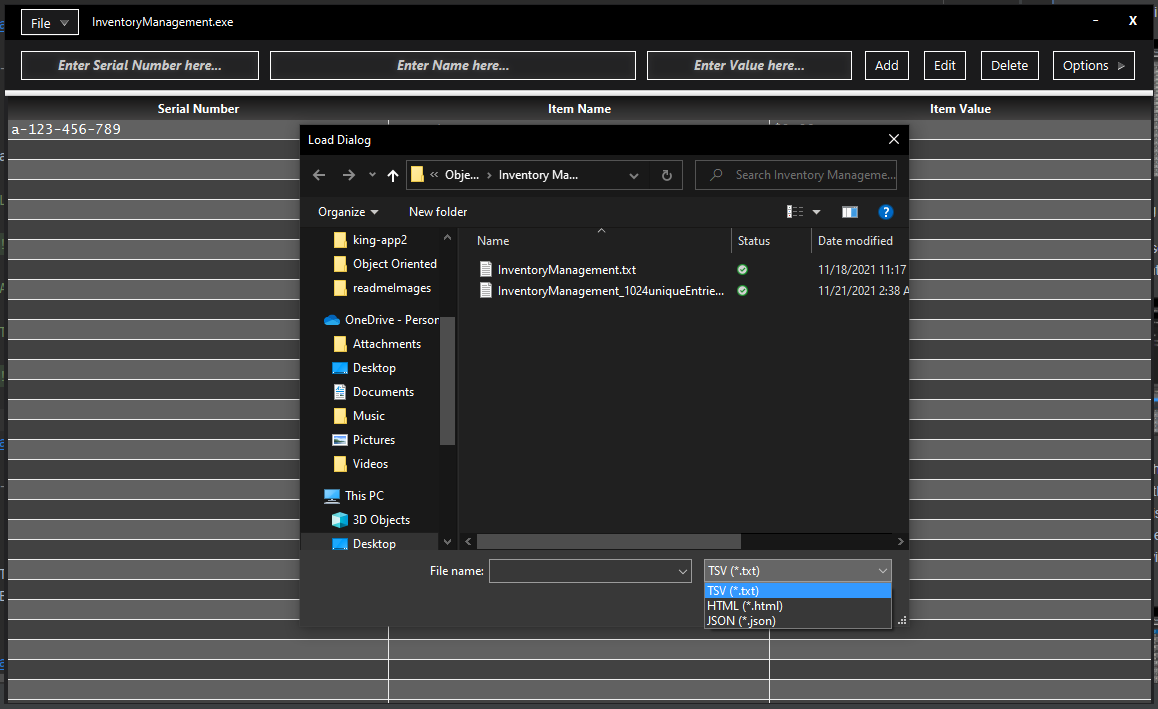 File InventoryManagement.exe - X
Enter Serial Number here... Enter Name here... Enter Value here... Add Edit Delete Options
Serial Number Item Name Item Value
a-123-456-789
Load Dialog
« Obje... › Inventory Ma... Search Inventory Manageme...
Organize New folder ?
Name Status Date modified
king-app2
Object Oriented
readmeImages
OneDrive - Person
Attachments
Desktop
Documents
Music
Pictures
Videos
This PC
3D Objects
Desktop
InventoryManagement.txt 11/18/2021 11:17
InventoryManagement_1024uniqueEntrie... 11/21/2021 2:38 A
File name: TSV (*.txt)
TSV (*.txt)
HTML (*.html)
JSON (*.json)